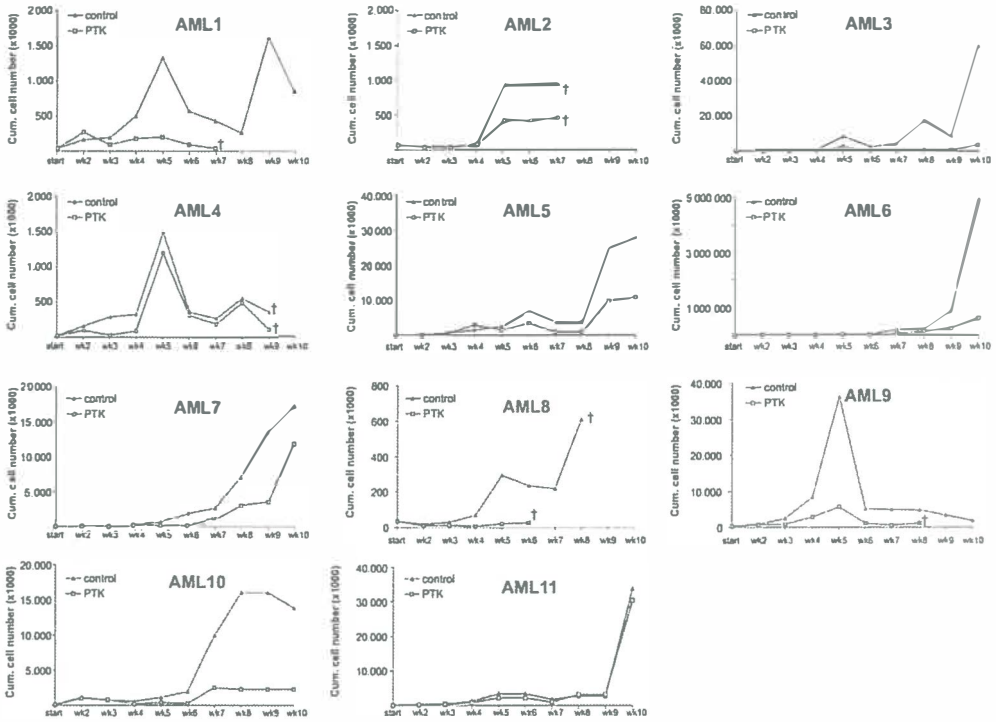 AML1
control
PTK
Cum. cell number (x1000)
2 000
1.500
1.000
500
start wk2 wk3 wk4 wk5 wk6 wk7 wk8 wk9 wk10
†
AML2
control
PTK
Cum. cell number (x1000)
2.000
1.500
1.000
500
start wk2 wk3 wk4 wk5 wk6 wk7 wk8 wk9 wk10
†
†
AML3
control
PTK
Cum. cell number (x1000)
80.000
60.000
40.000
20.000
start wk2 wk3 wk4 wk5 wk6 wk7 wk8 wk9 wk10
AML4
control
PTK
Cum. cell number (x1000)
2000
1.500
1.000
500
start wk2 wk3 wk4 wk5 wk6 wk7 wk8 wk9 wk10
†
†
AML5
control
PTK
Cum. cell number (x1000)
40.000
30 000
20 000
10.000
0
start wk2 wk3 wk4 wk5 wk6 wk7 wk8 wk9 wk10
AML6
control
PTK
Cum. cell number (x1000)
5 000 000
3 000 000
1 000 000
start wk2 wk3 wk4 wk5 wk6 wk7 wk8 wk9 wk10
AML7
control
PTK
Cum. cell number (x1000)
20 000
15 000
10.000
5.000
start wk2 wk3 wk4 wk5 wk6 wk7 wk8 wk9 wk10
AML8
control
PTK
Cum. cell number (x1000)
800
600
400
200
0
start wk2 wk3 wk4 wk5 wk6 wk7 wk8 wk9 wk10
†
†
AML9
control
PTK
Cum. cell number (x1000)
40.000
30.000
20.000
10 000
0
start wk2 wk3 wk4 wk5 wk6 wk7 wk8 wk9 wk10
†
AML10
control
PTK
Cum. cell number (x1000)
20.000
15.000
10.000
5.000
start wk2 wk3 wk4 wk5 wk6 wk7 wk8 wk9 wk10
AML11
control
PTK
Cum. cell number (x1000)
40 000
30.000
20.000
10 000
0
start wk2 wk3 wk4 wk5 wk6 wk7 wk8 wk9 wk10